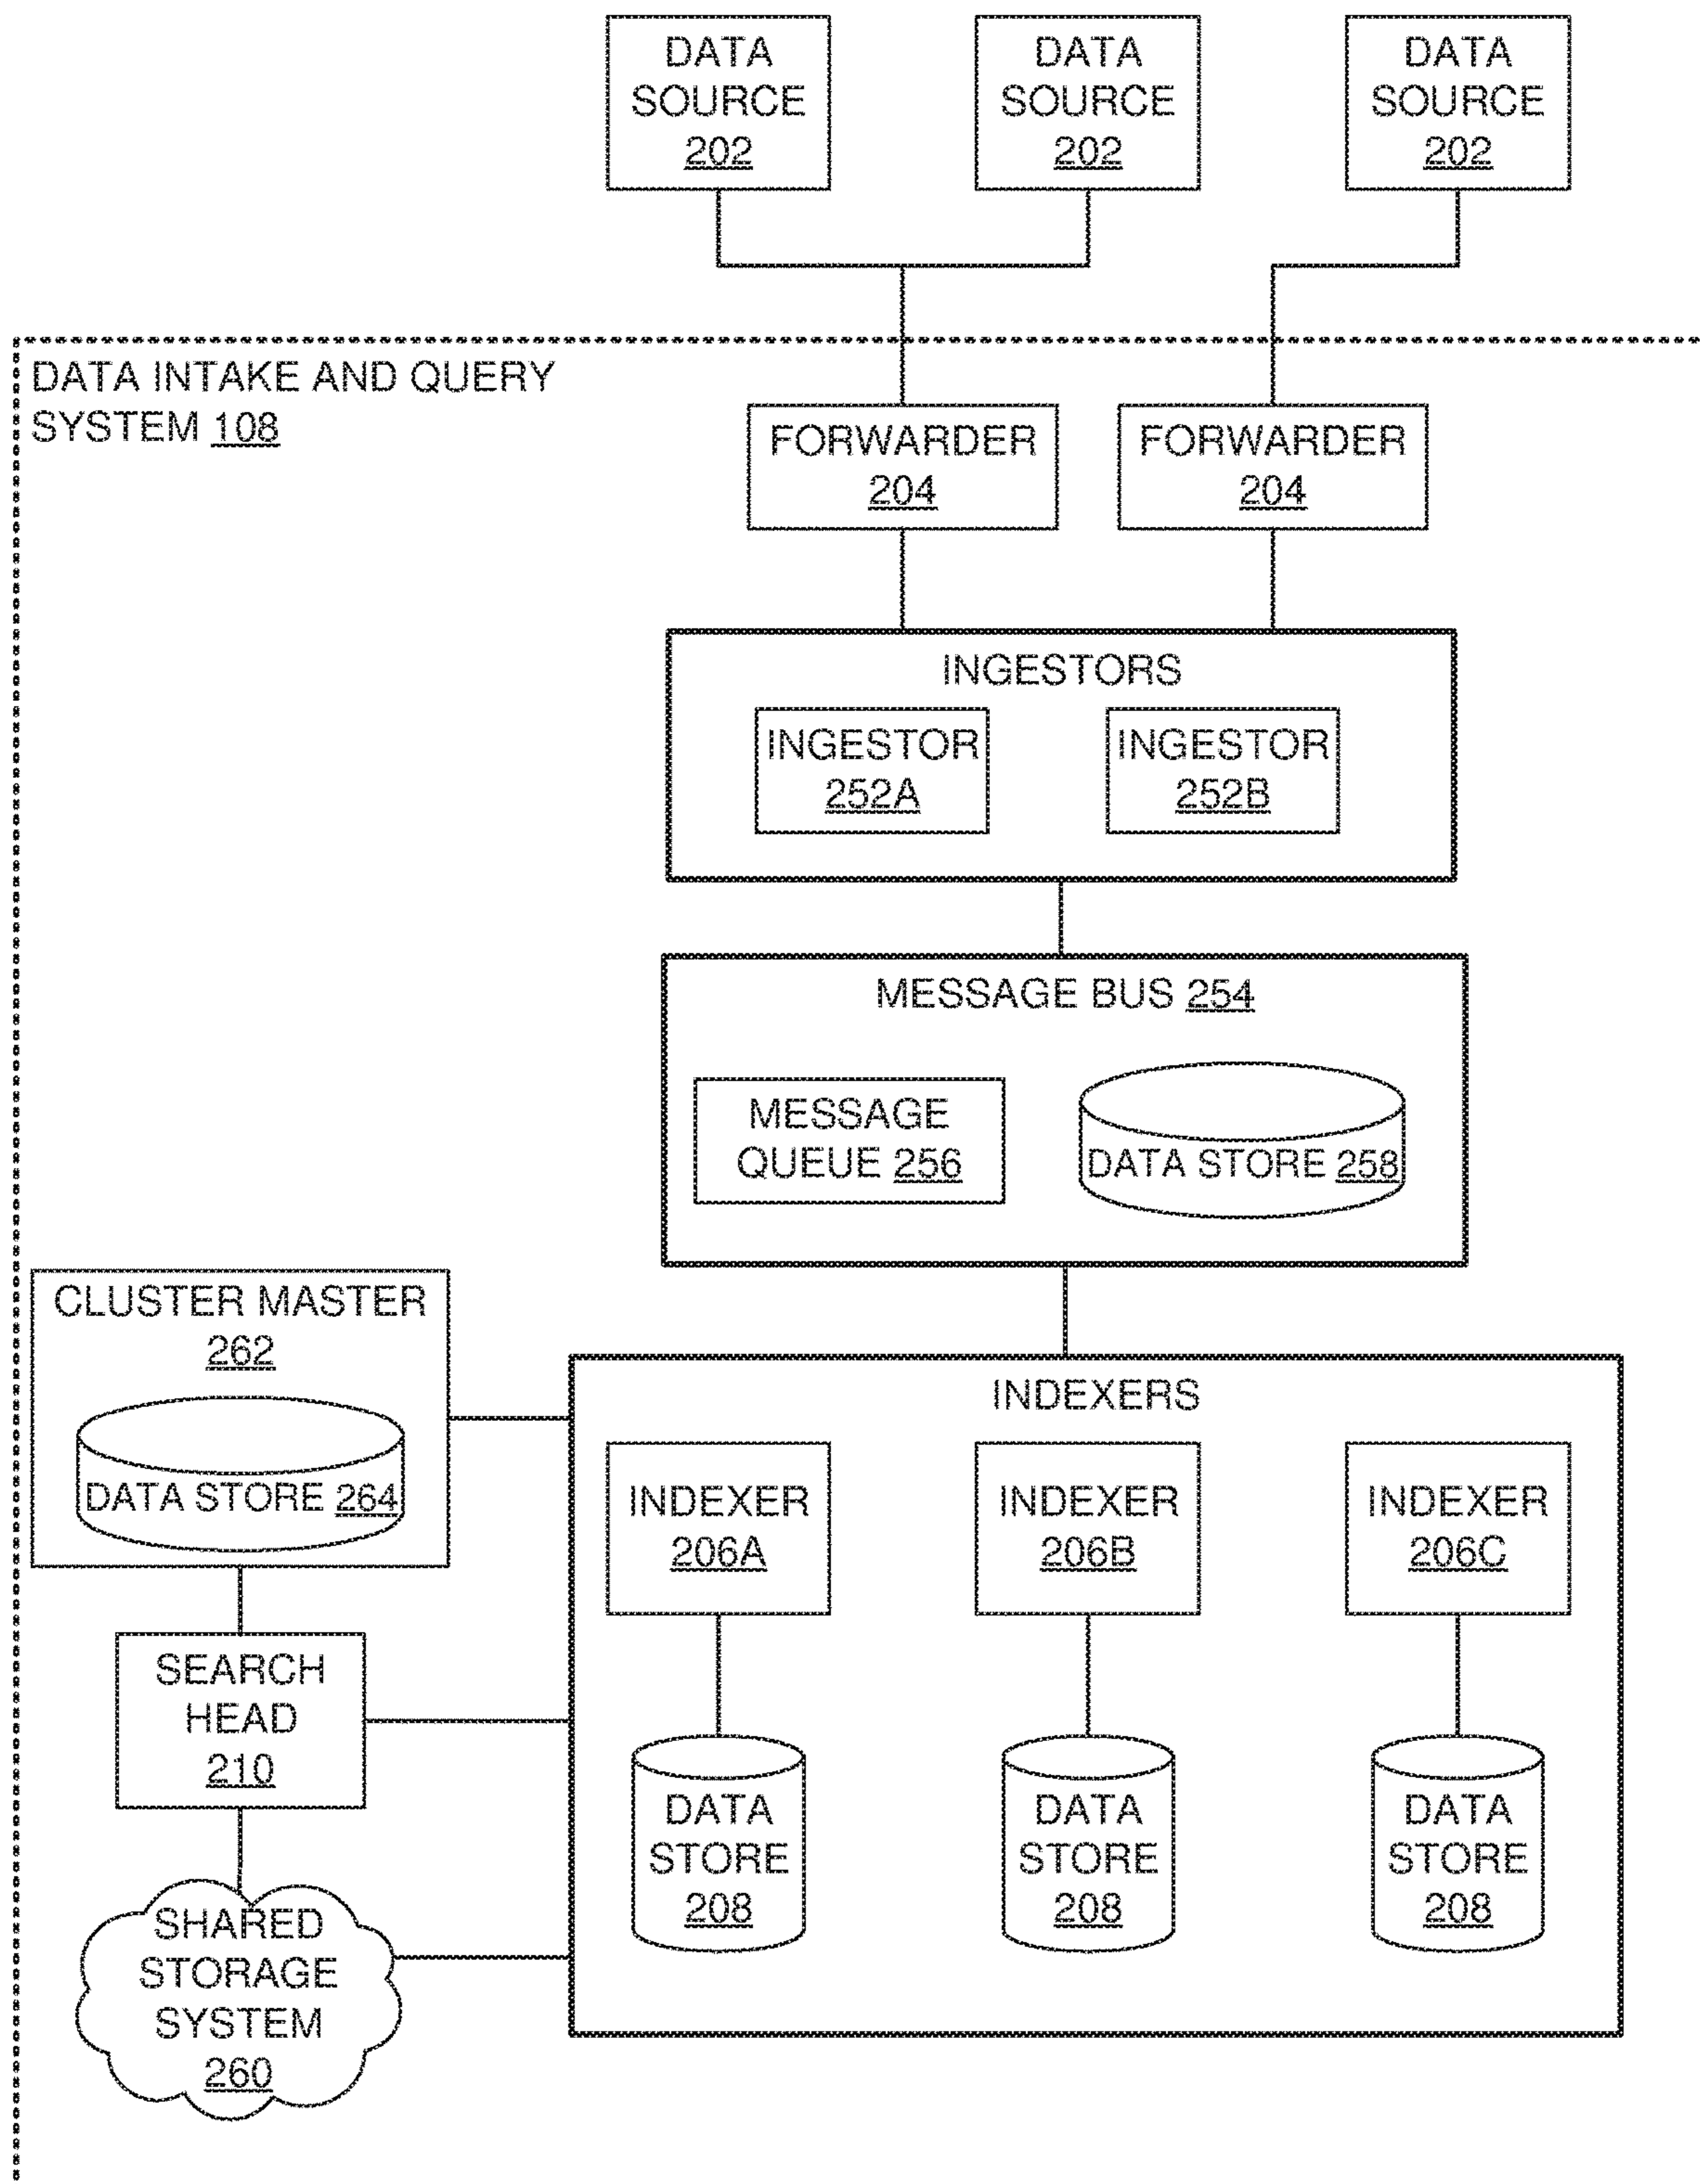 DATA
SOURCE
202
DATA
SOURCE
202
DATA
SOURCE
202
DATA INTAKE AND QUERY
SYSTEM 108
FORWARDER
204
FORWARDER
204
INGESTORS
INGESTOR
252A
INGESTOR
252B
MESSAGE BUS 254
MESSAGE
QUEUE 256
DATA STORE 258
CLUSTER MASTER
262
DATA STORE 264
INDEXERS
INDEXER
206A
INDEXER
206B
INDEXER
206C
SEARCH
HEAD
210
DATA
STORE
208
DATA
STORE
208
DATA
STORE
208
SHARED
STORAGE
SYSTEM
260